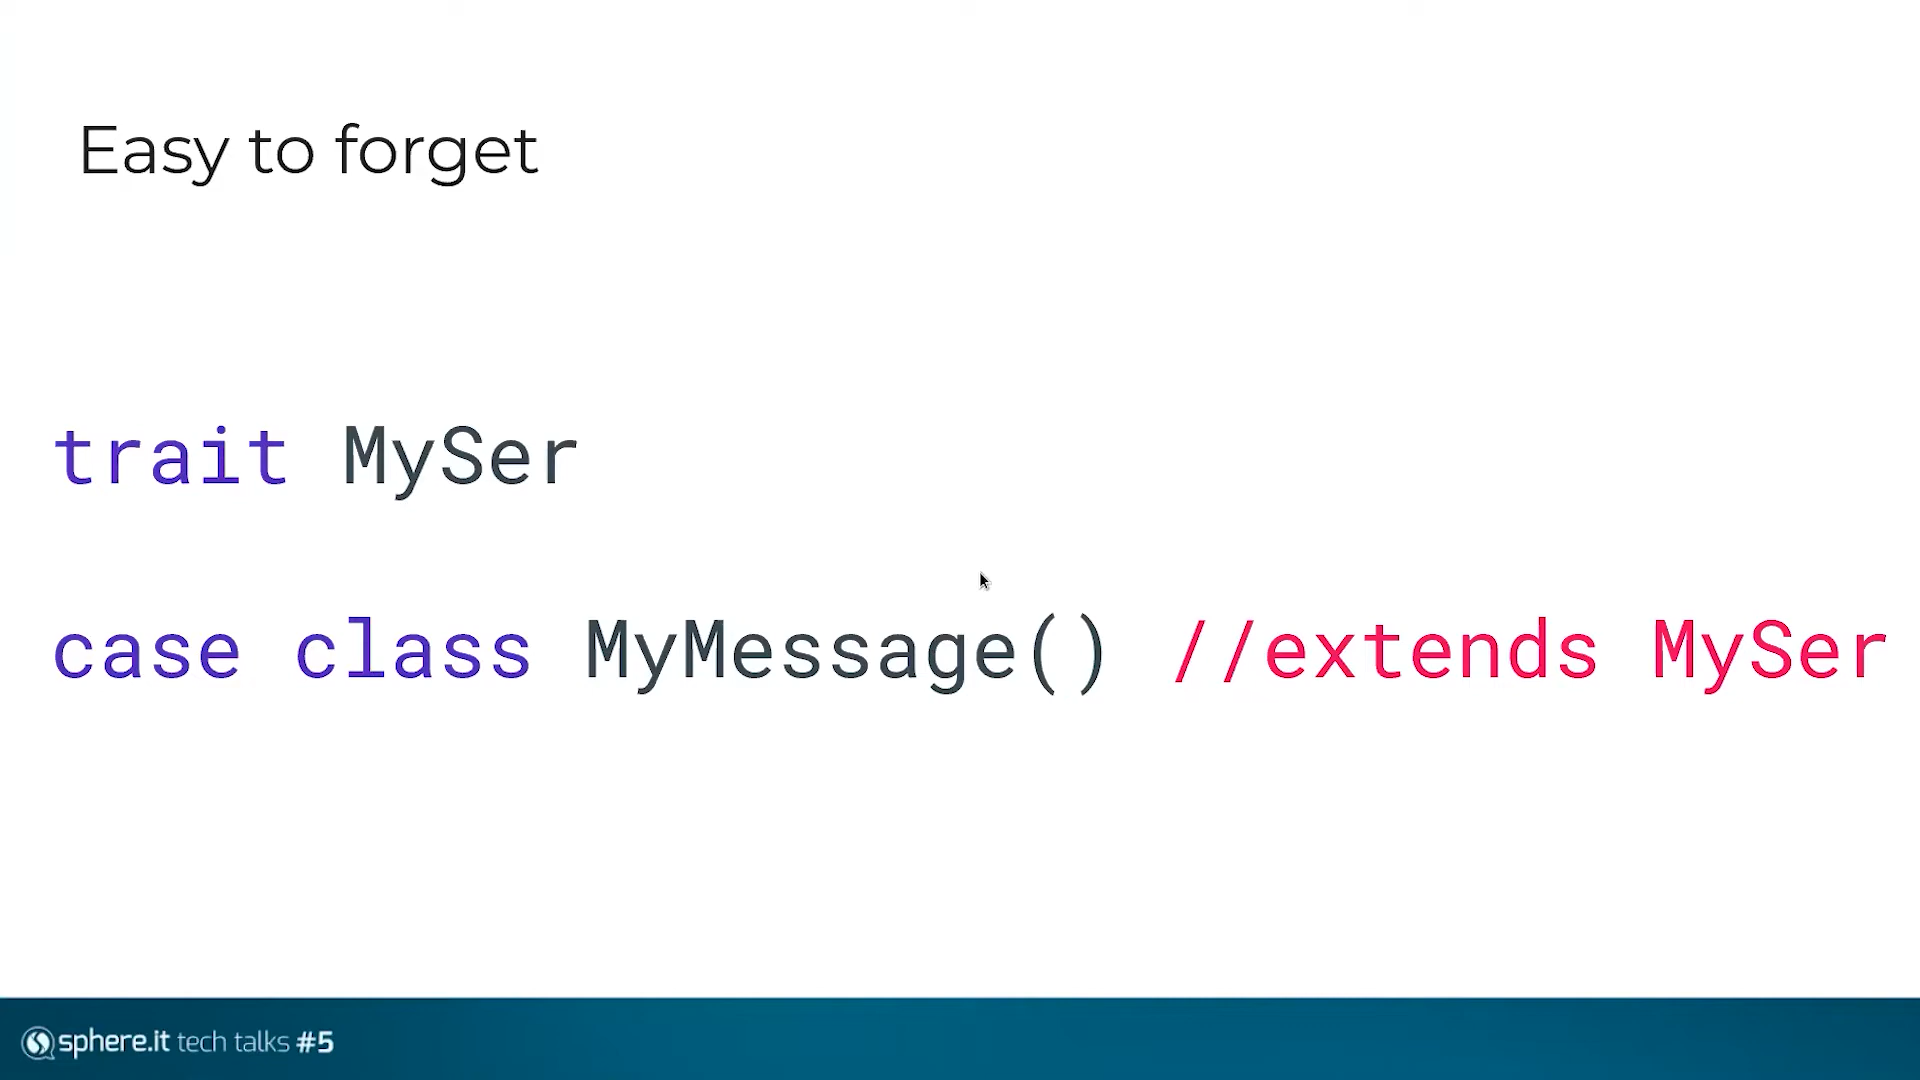 Easy to forget
trait MySer
case class MyMessage() //extends MySer
sphere.it tech talks #5